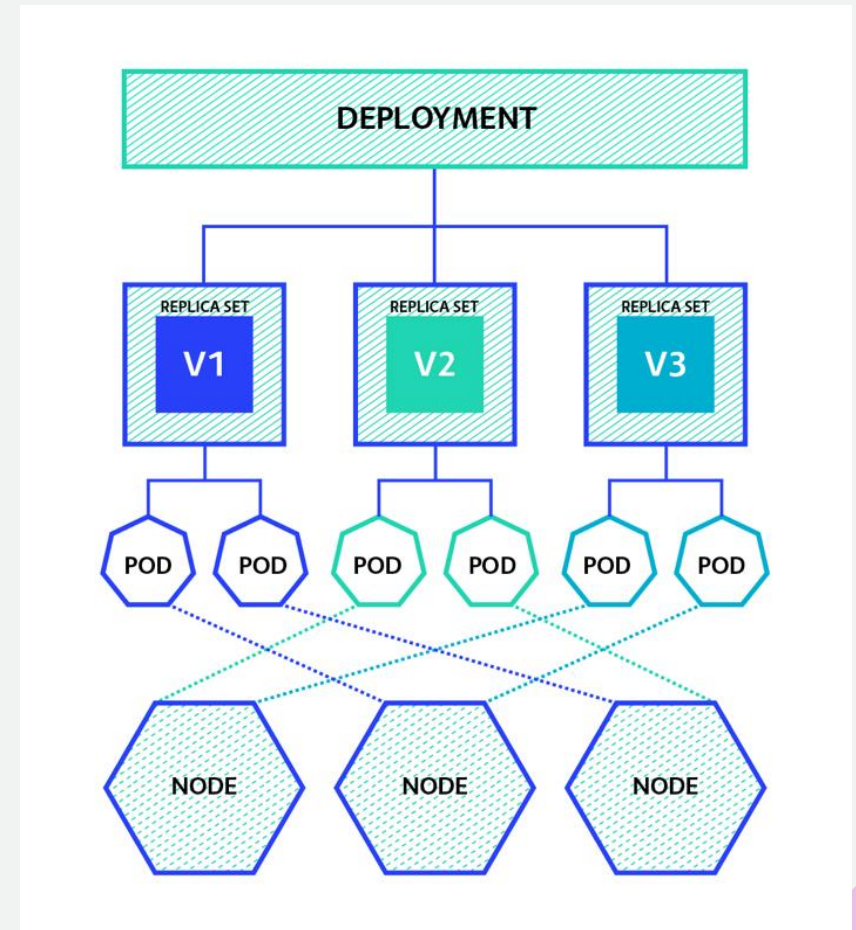 DEPLOYMENT
REPLICA SET
V1
REPLICA SET
V2
REPLICA SET
V3
POD
POD
POD
POD
POD
POD
NODE
NODE
NODE